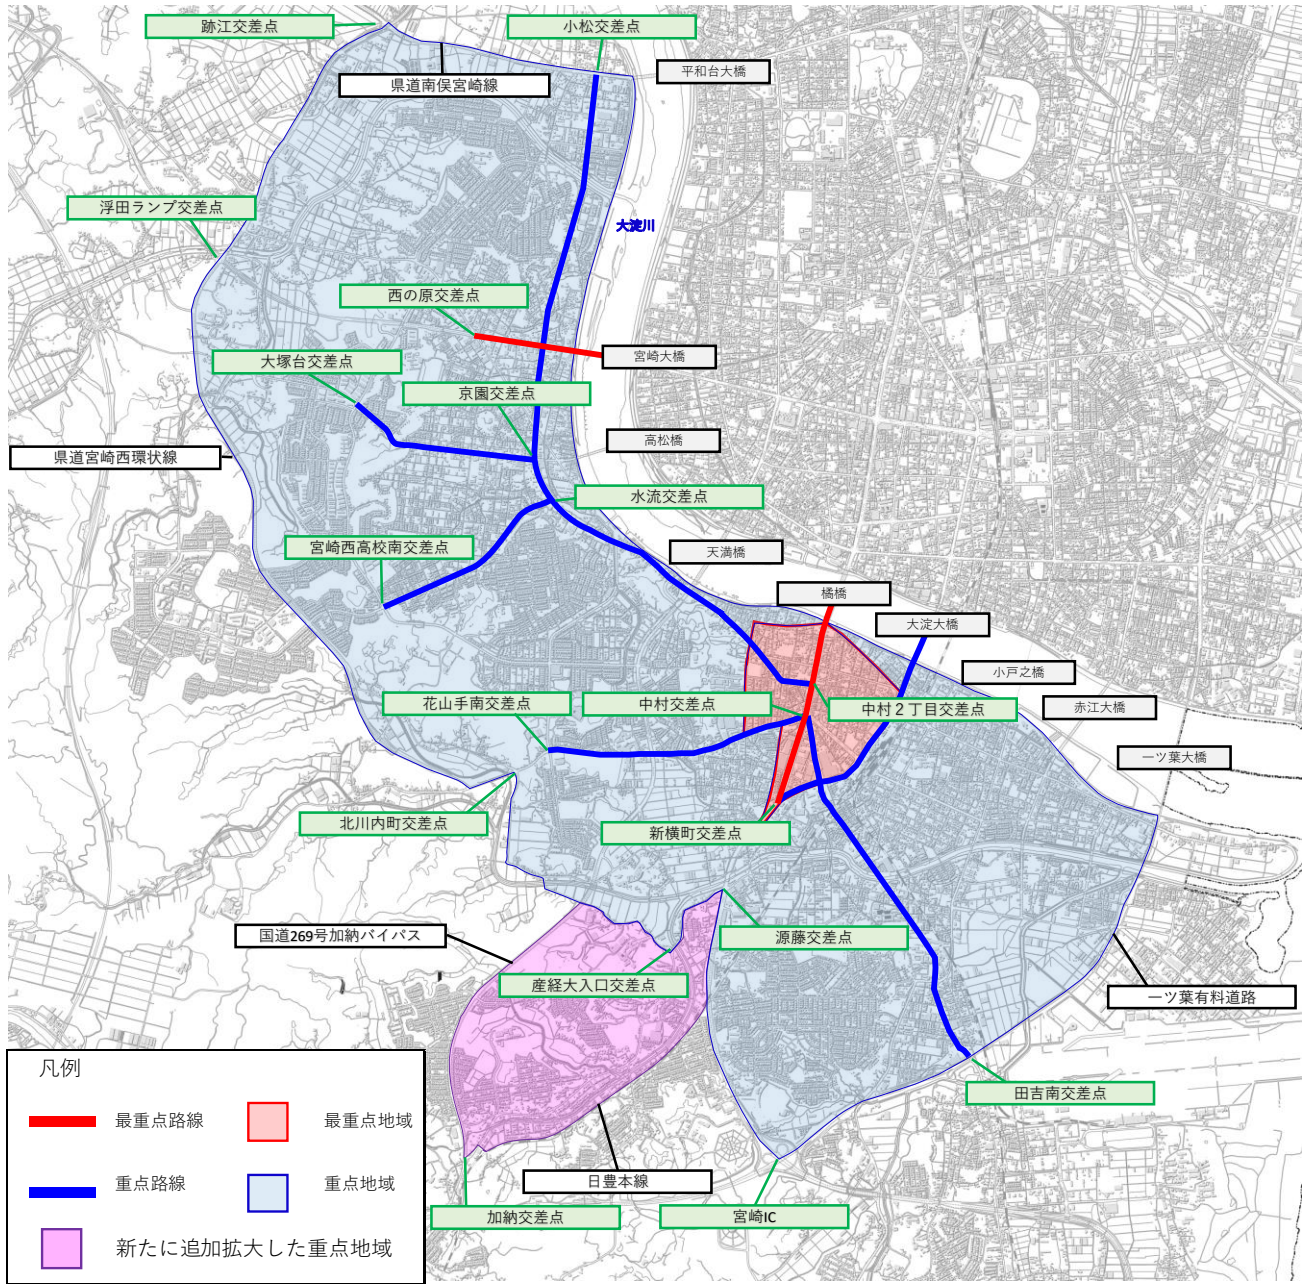 跡江交差点
小松交差点
平和台大橋
県道南俣宮崎線
浮田ランプ交差点
大淀川
西の原交差点
宮崎大橋
大塚台交差点
京園交差点
高松橋
県道宮崎西環状線
水流交差点
宮崎西高校南交差点
天満橋
橘橋
大淀大橋
小戸之橋
花山手南交差点
中村交差点
中村２丁目交差点
赤江大橋
一ツ葉大橋
北川内町交差点
新横町交差点
国道269号加納バイパス
源藤交差点
産経大入口交差点
一ツ葉有料道路
田吉南交差点
日豊本線
加納交差点
宮崎IC
凡例
最重点路線
最重点地域
重点路線
重点地域
新たに追加拡大した重点地域